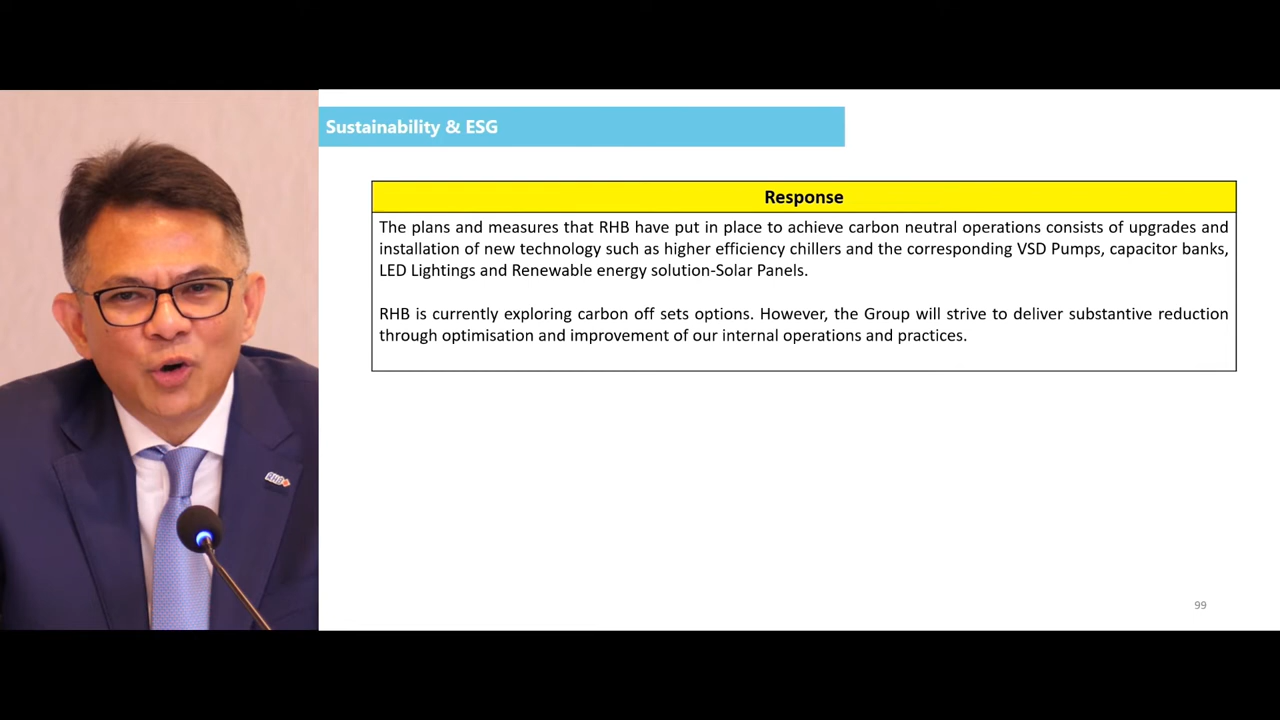 Sustainability & ESG
Response
The plans and measures that RHB have put in place to achieve carbon neutral operations consists of upgrades and
installation of new technology such as higher efficiency chillers and the corresponding VSD Pumps, capacitor banks,
LED Lightings and Renewable energy solution-Solar Panels.
RHB is currently exploring carbon off sets options. However, the Group will strive to deliver substantive reduction
through optimisation and improvement of our internal operations and practices.
RHB
99